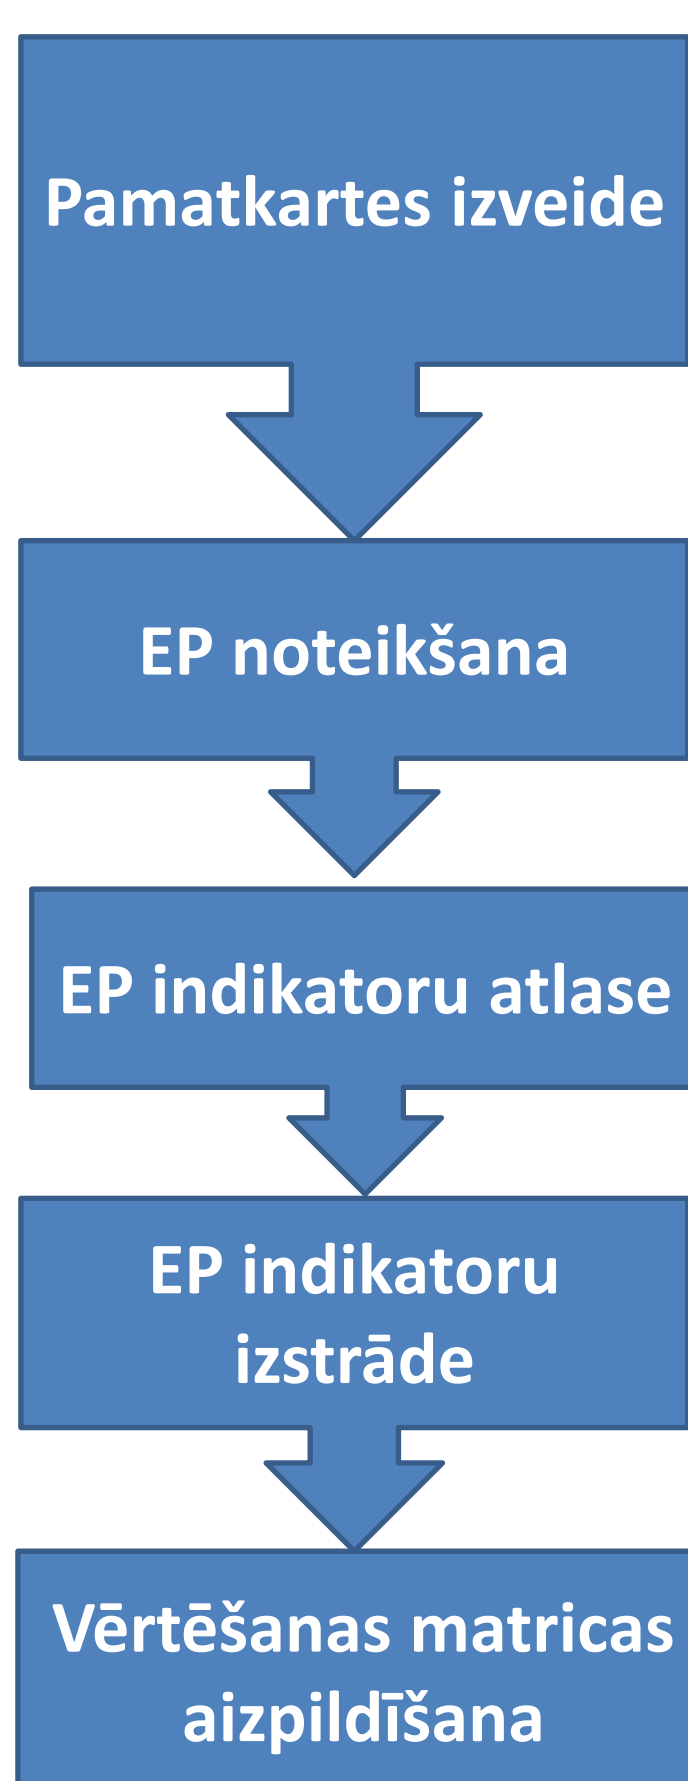 Pamatkartes izveide
EP noteikšana
EP indikatoru atlase
EP indikatoru
izstrāde
Vērtēšanas matricas
aizpildīšana